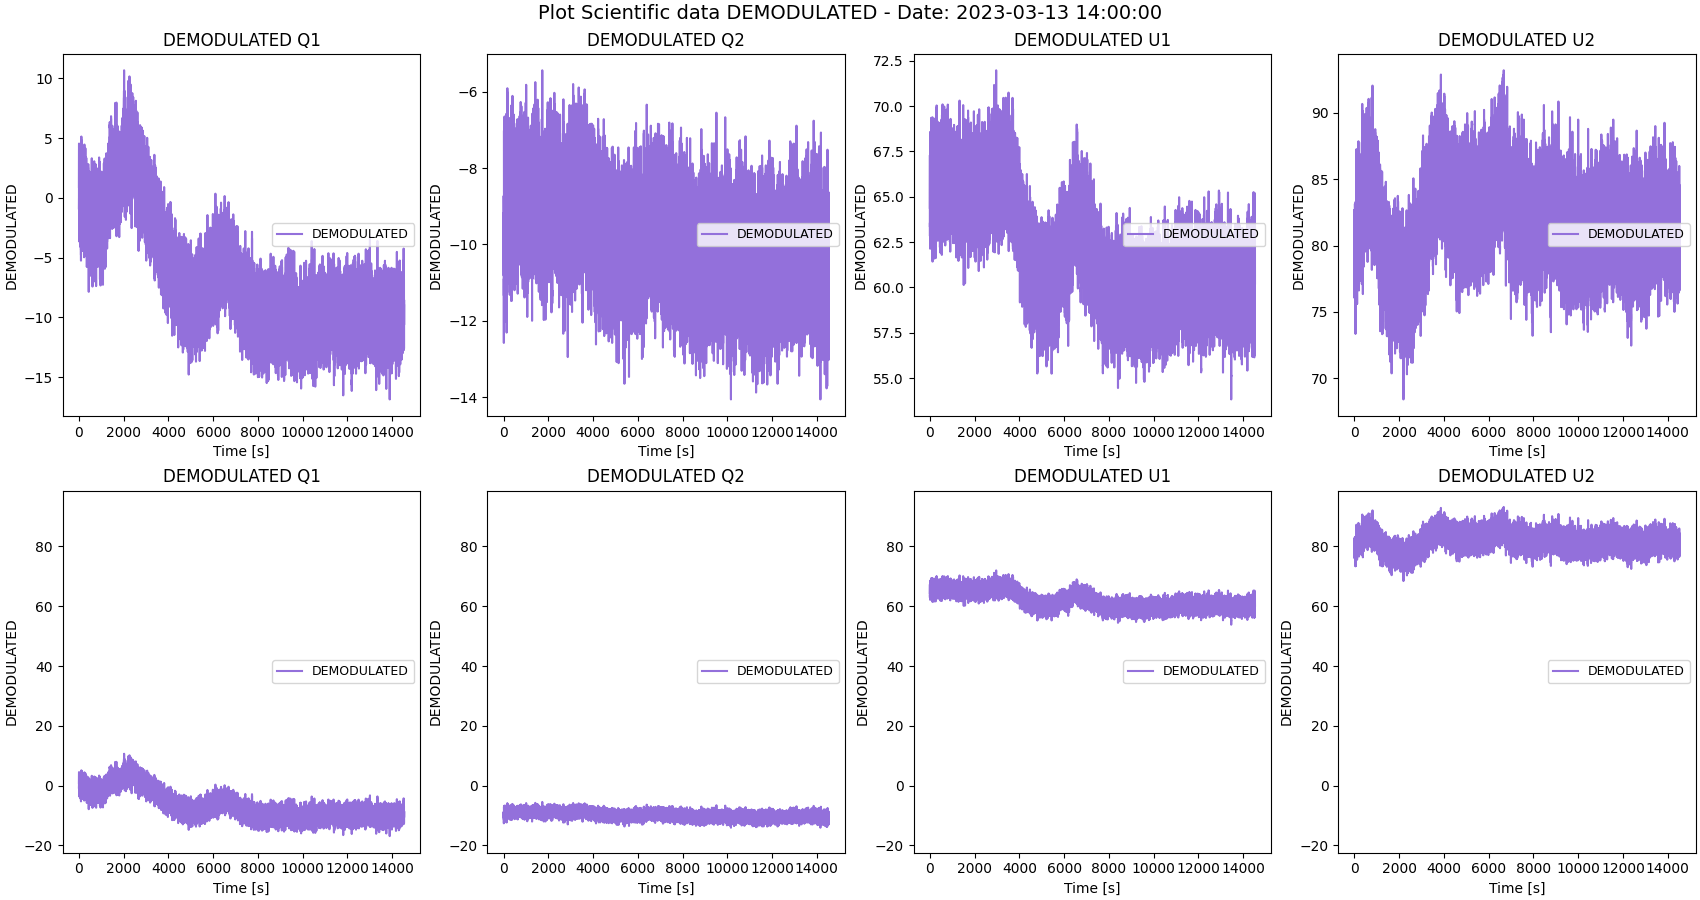 Plot Scientific data DEMODULATED - Date: 2023-03-13 14:00:00
DEMODULATED Q1
DEMODULATED
10
5
0
−5
−10
−15
DEMODULATED
0 2000 4000 6000 8000 10000 12000 14000
Time [s]
DEMODULATED Q2
DEMODULATED
−6
−8
−10
−12
−14
DEMODULATED
0 2000 4000 6000 8000 10000 12000 14000
Time [s]
DEMODULATED U1
DEMODULATED
72.5
70.0
67.5
65.0
62.5
60.0
57.5
55.0
DEMODULATED
0 2000 4000 6000 8000 10000 12000 14000
Time [s]
DEMODULATED U2
DEMODULATED
90
85
80
75
70
DEMODULATED
0 2000 4000 6000 8000 10000 12000 14000
Time [s]
DEMODULATED Q1
DEMODULATED
80
60
40
20
0
−20
DEMODULATED
0 2000 4000 6000 8000 10000 12000 14000
Time [s]
DEMODULATED Q2
DEMODULATED
80
60
40
20
0
−20
DEMODULATED
0 2000 4000 6000 8000 10000 12000 14000
Time [s]
DEMODULATED U1
DEMODULATED
80
60
40
20
0
−20
DEMODULATED
0 2000 4000 6000 8000 10000 12000 14000
Time [s]
DEMODULATED U2
DEMODULATED
80
60
40
20
0
−20
DEMODULATED
0 2000 4000 6000 8000 10000 12000 14000
Time [s]